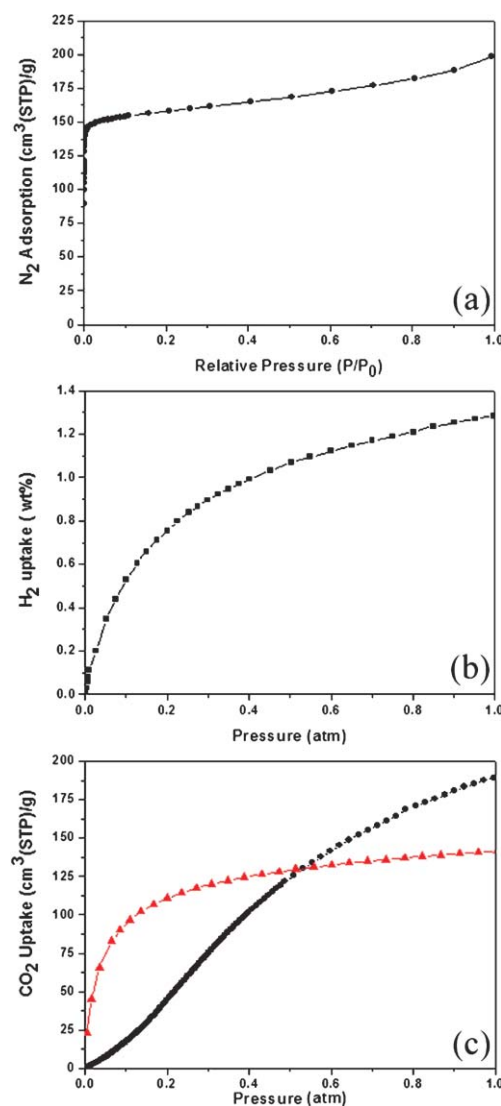 225
200
175
150
125
100
75
50
25
0
N2 Adsorption (cm3(STP)/g)
(a)
0.0 0.2 0.4 0.6 0.8 1.0
Relative Pressure (P/P0)
1.4
1.2
1.0
0.8
0.6
0.4
0.2
0.0
H2 uptake ( wt%)
(b)
0.0 0.2 0.4 0.6 0.8 1.0
Pressure (atm)
200
175
150
125
100
75
50
25
0
CO2 Uptake (cm3(STP)/g)
(c)
0.0 0.2 0.4 0.6 0.8 1.0
Pressure (atm)